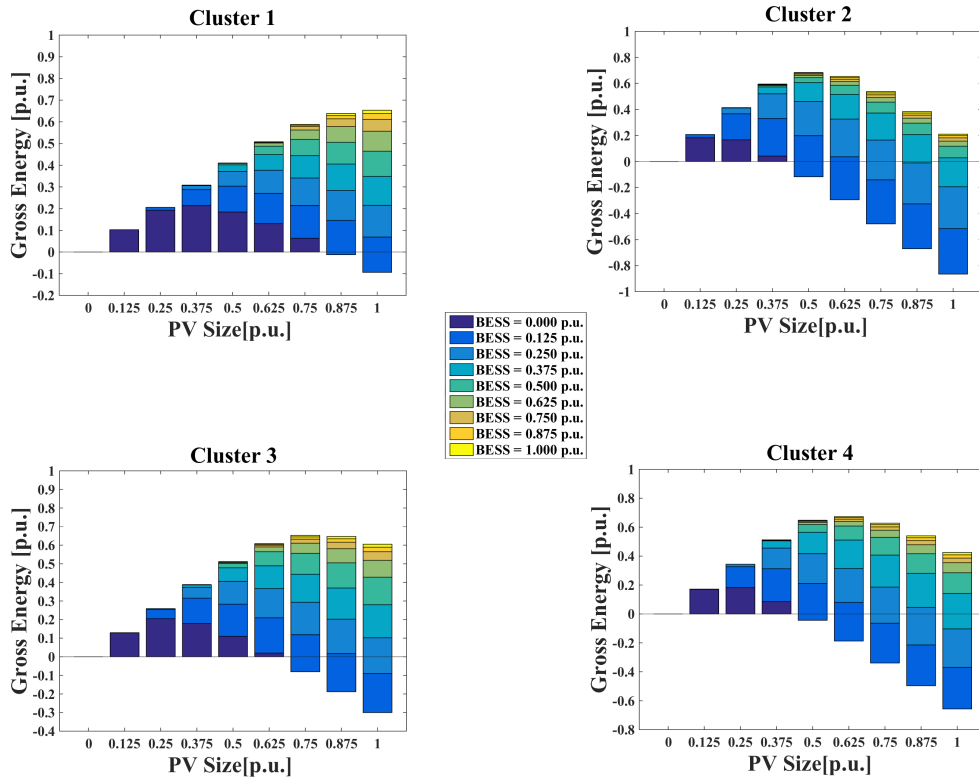 Cluster 1
Gross Energy [p.u.]
1
0.9
0.8
0.7
0.6
0.5
0.4
0.3
0.2
0.1
0
-0.1
-0.2
0 0.125 0.25 0.375 0.5 0.625 0.75 0.875 1
PV Size[p.u.]
Cluster 2
Gross Energy [p.u.]
1
0.8
0.6
0.4
0.2
0
-0.2
-0.4
-0.6
-0.8
-1
0 0.125 0.25 0.375 0.5 0.625 0.75 0.875 1
PV Size[p.u.]
BESS = 0.000 p.u.
BESS = 0.125 p.u.
BESS = 0.250 p.u.
BESS = 0.375 p.u.
BESS = 0.500 p.u.
BESS = 0.625 p.u.
BESS = 0.750 p.u.
BESS = 0.875 p.u.
BESS = 1.000 p.u.
Cluster 3
Gross Energy [p.u.]
1
0.9
0.8
0.7
0.6
0.5
0.4
0.3
0.2
0.1
0
-0.1
-0.2
-0.3
-0.4
0 0.125 0.25 0.375 0.5 0.625 0.75 0.875 1
PV Size[p.u.]
Cluster 4
Gross Energy [p.u.]
1
0.8
0.6
0.4
0.2
0
-0.2
-0.4
-0.6
-0.8
0 0.125 0.25 0.375 0.5 0.625 0.75 0.875 1
PV Size[p.u.]